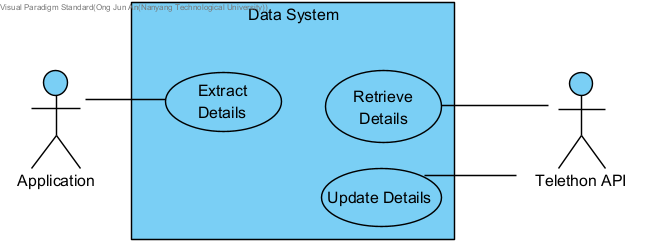 Visual Paradigm Standard(Ong Jun An(Nanyang Technological University))
Data System
Extract
Details
Retrieve
Details
Update Details
Application
Telethon API